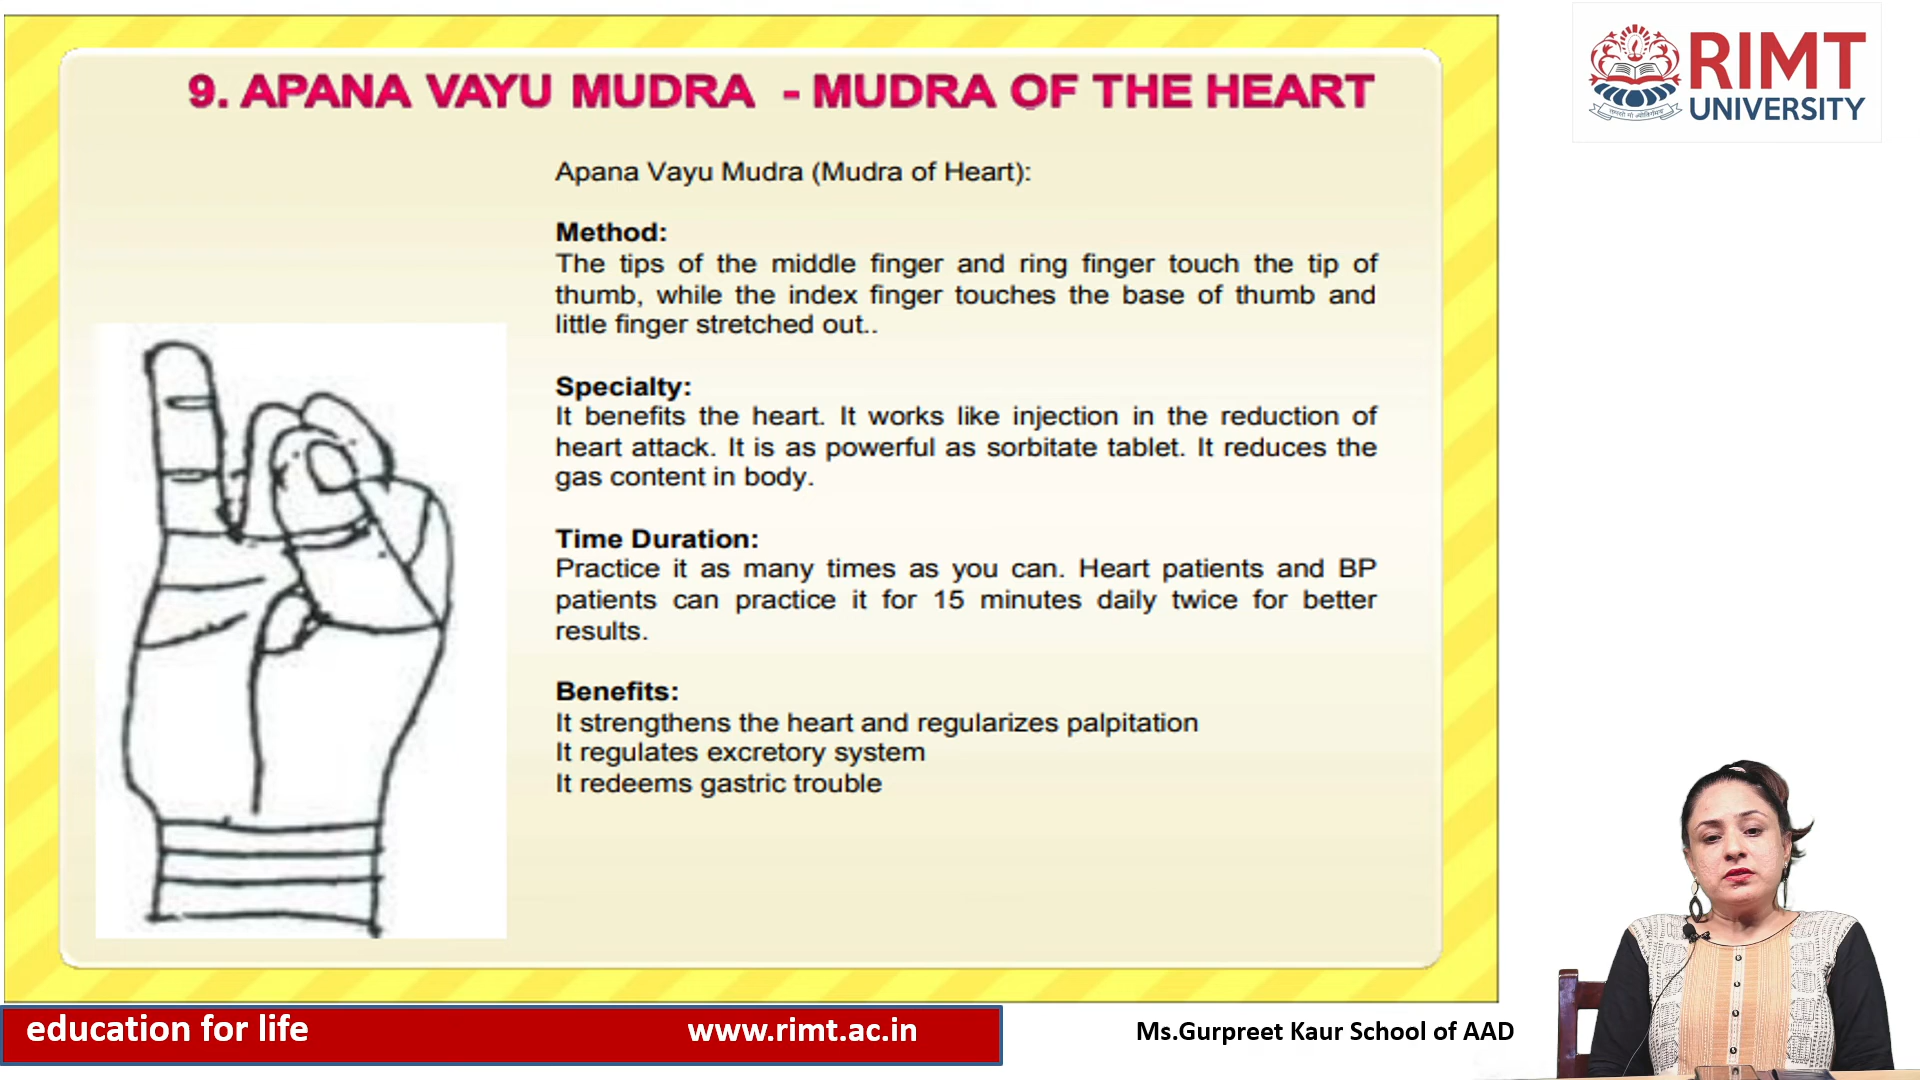 9. APANA VAYU MUDRA - MUDRA OF THE HEART
RIMT
UNIVERSITY
Apana Vayu Mudra (Mudra of Heart):
Method:
The tips of the middle finger and ring finger touch the tip of
thumb, while the index finger touches the base of thumb and
little finger stretched out..
Specialty:
It benefits the heart. It works like injection in the reduction of
heart attack. It is as powerful as sorbitate tablet. It reduces the
gas content in body.
Time Duration:
Practice it as many times as you can. Heart patients and BP
patients can practice it for 15 minutes daily twice for better
results.
Benefits:
It strengthens the heart and regularizes palpitation
It regulates excretory system
It redeems gastric trouble
education for life
www.rimt.ac.in
Ms.Gurpreet Kaur School of AAD